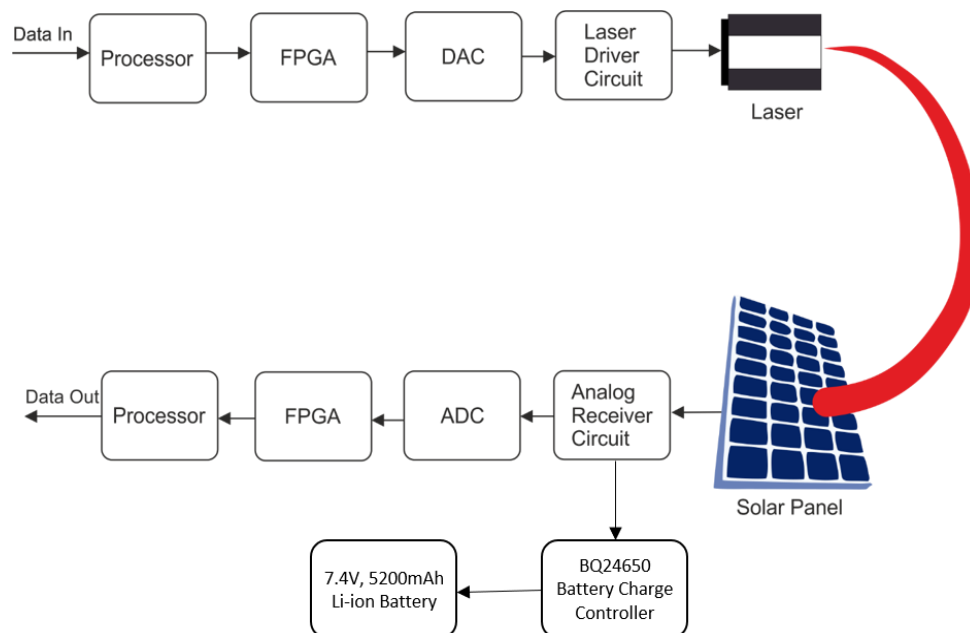 Data In
Processor
FPGA
DAC
Laser
Driver
Circuit
Laser
Data Out
Processor
FPGA
ADC
Analog
Receiver
Circuit
Solar Panel
7.4V, 5200mAh
Li-ion Battery
BQ24650
Battery Charge
Controller